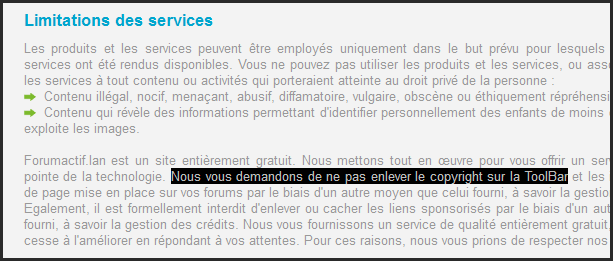 Limitations des services
Les produits et les services peuvent être employés uniquement dans le but prévu pour lesquels
services ont été rendus disponibles. Vous ne pouvez pas utiliser les produits et les services, ou
les services à tout contenu ou activités qui porteraient atteinte au droit privé de la personne :
Contenu illégal, nocif, menaçant, abusif, diffamatoire, vulgaire, obscène ou éthiquement
Contenu qui révèle des informations permettant d'identifier personnellement des enfants de moins
exploite les images.
Forumactif.lan est un site entièrement gratuit. Nous mettons tout en œuvre pour vous offrir un
pointe de la technologie. Nous vous demandons de ne pas enlever le copyright sur la ToolBar et les
de page mise en place sur vos forums par le biais d'un autre moyen que celui fourni, à savoir la
Egalement, il est formellement interdit d'enlever ou cacher les liens sponsorisés par le biais d'un
fourni, à savoir la gestion des crédits. Nous vous fournissons un service de qualité entièrement gratuit,
cesse à l'améliorer en répondant à vos attentes. Pour ces raisons, nous vous prions de respecter nos